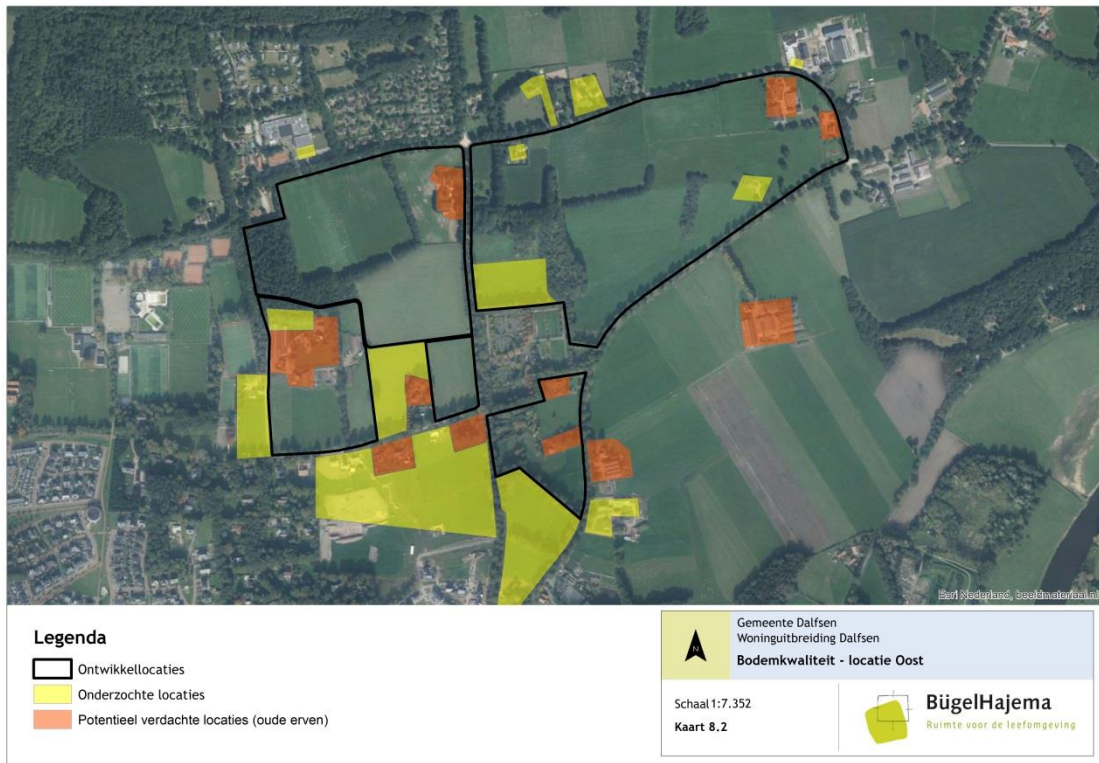 Esri Nederland, beeldmateriaal.nl
Legenda
Ontwikkellocaties
Onderzochte locaties
Potentieel verdachte locaties (oude erven)
N
Gemeente Dalfsen
Woninguitbreiding Dalfsen
Bodemkwaliteit - locatie Oost
Schaal 1:7.352
Kaart 8.2
BügelHajema
Ruimte voor de leefomgeving